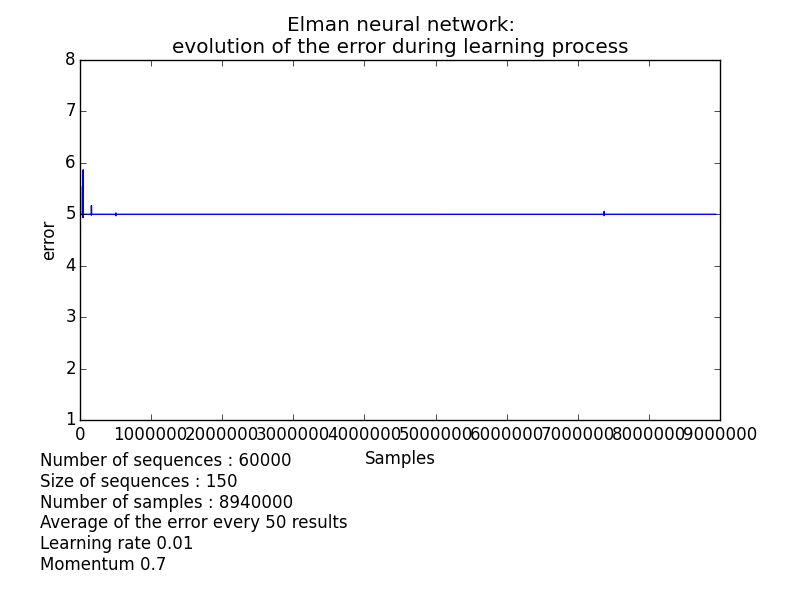 Elman neural network:
evolution of the error during learning process
8
7
6
5
4
3
2
1
error
0 1000000 2000000 3000000 4000000 5000000 6000000 7000000 8000000 9000000
Samples
Number of sequences : 60000
Size of sequences : 150
Number of samples : 8940000
Average of the error every 50 results
Learning rate 0.01
Momentum 0.7